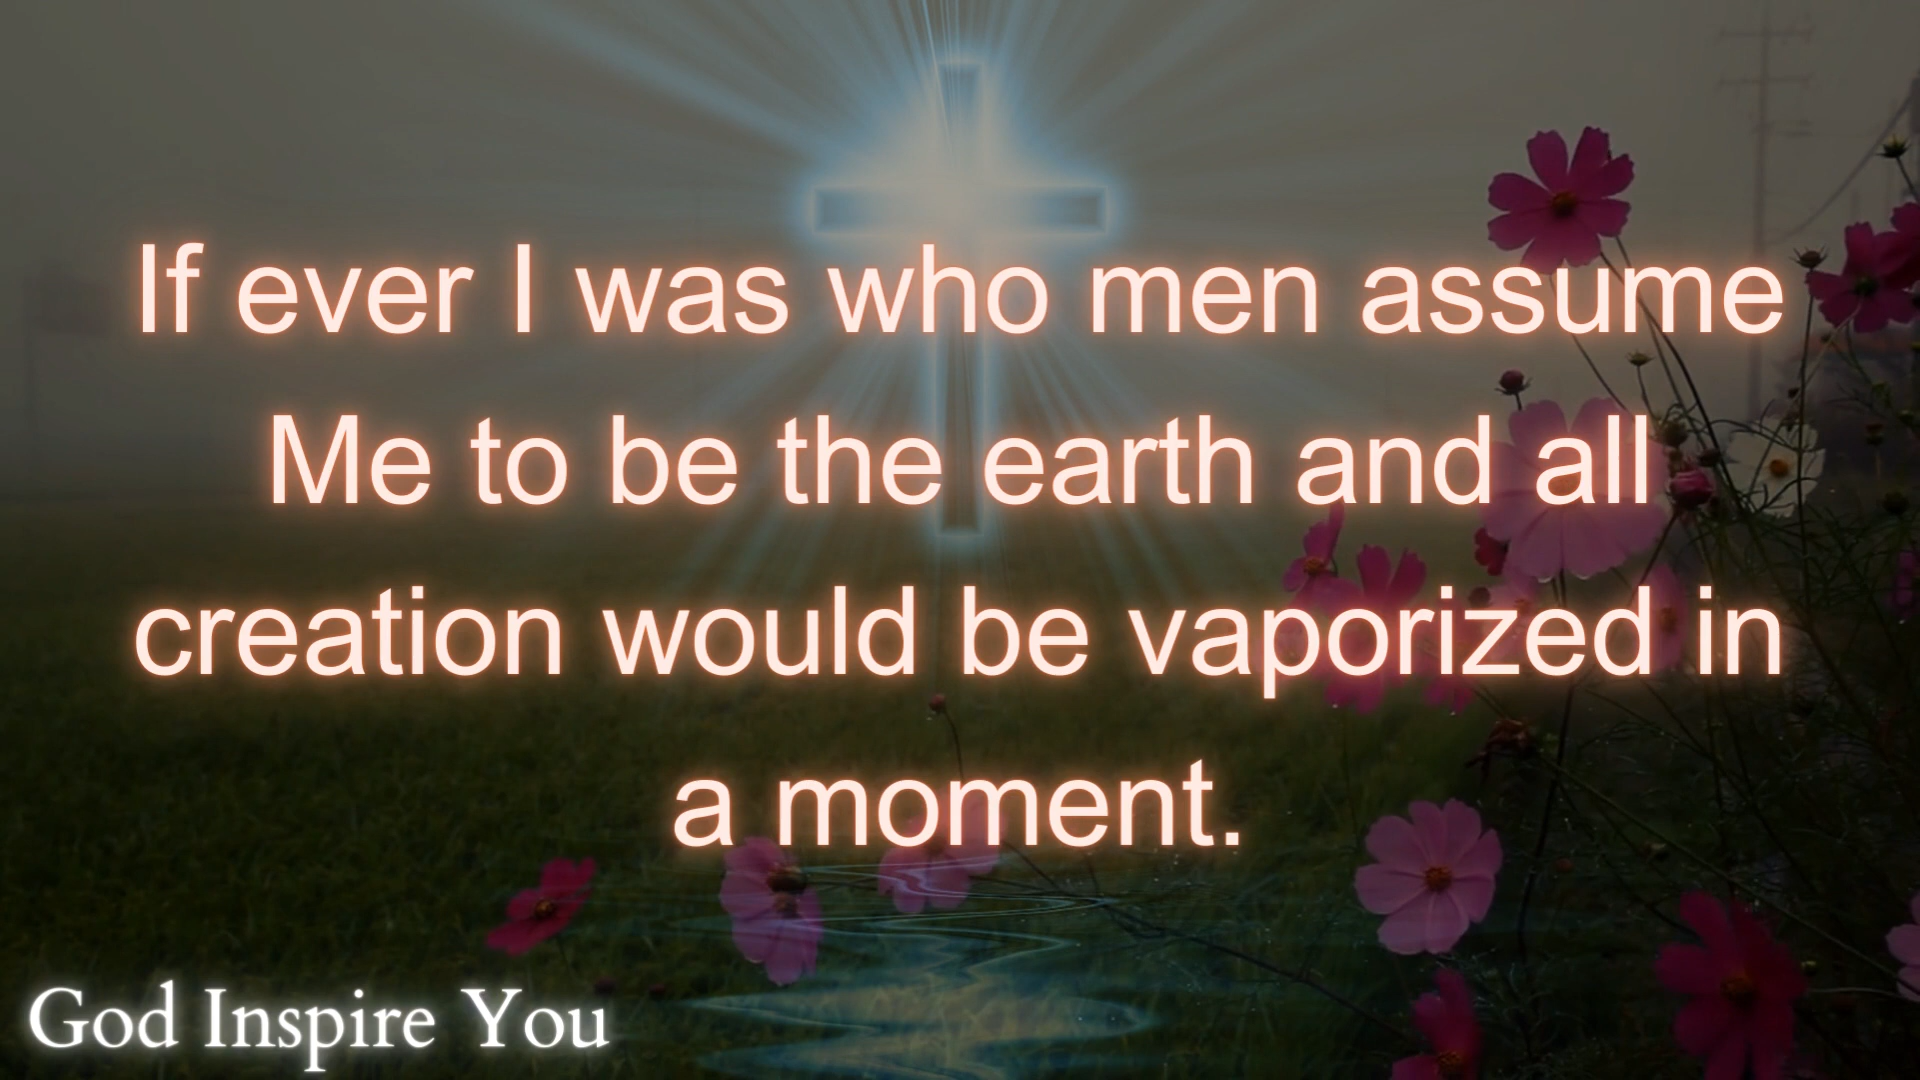 If ever I was who men assume
Me to be the earth and all
creation would be vaporized in
a moment.
God Inspire You